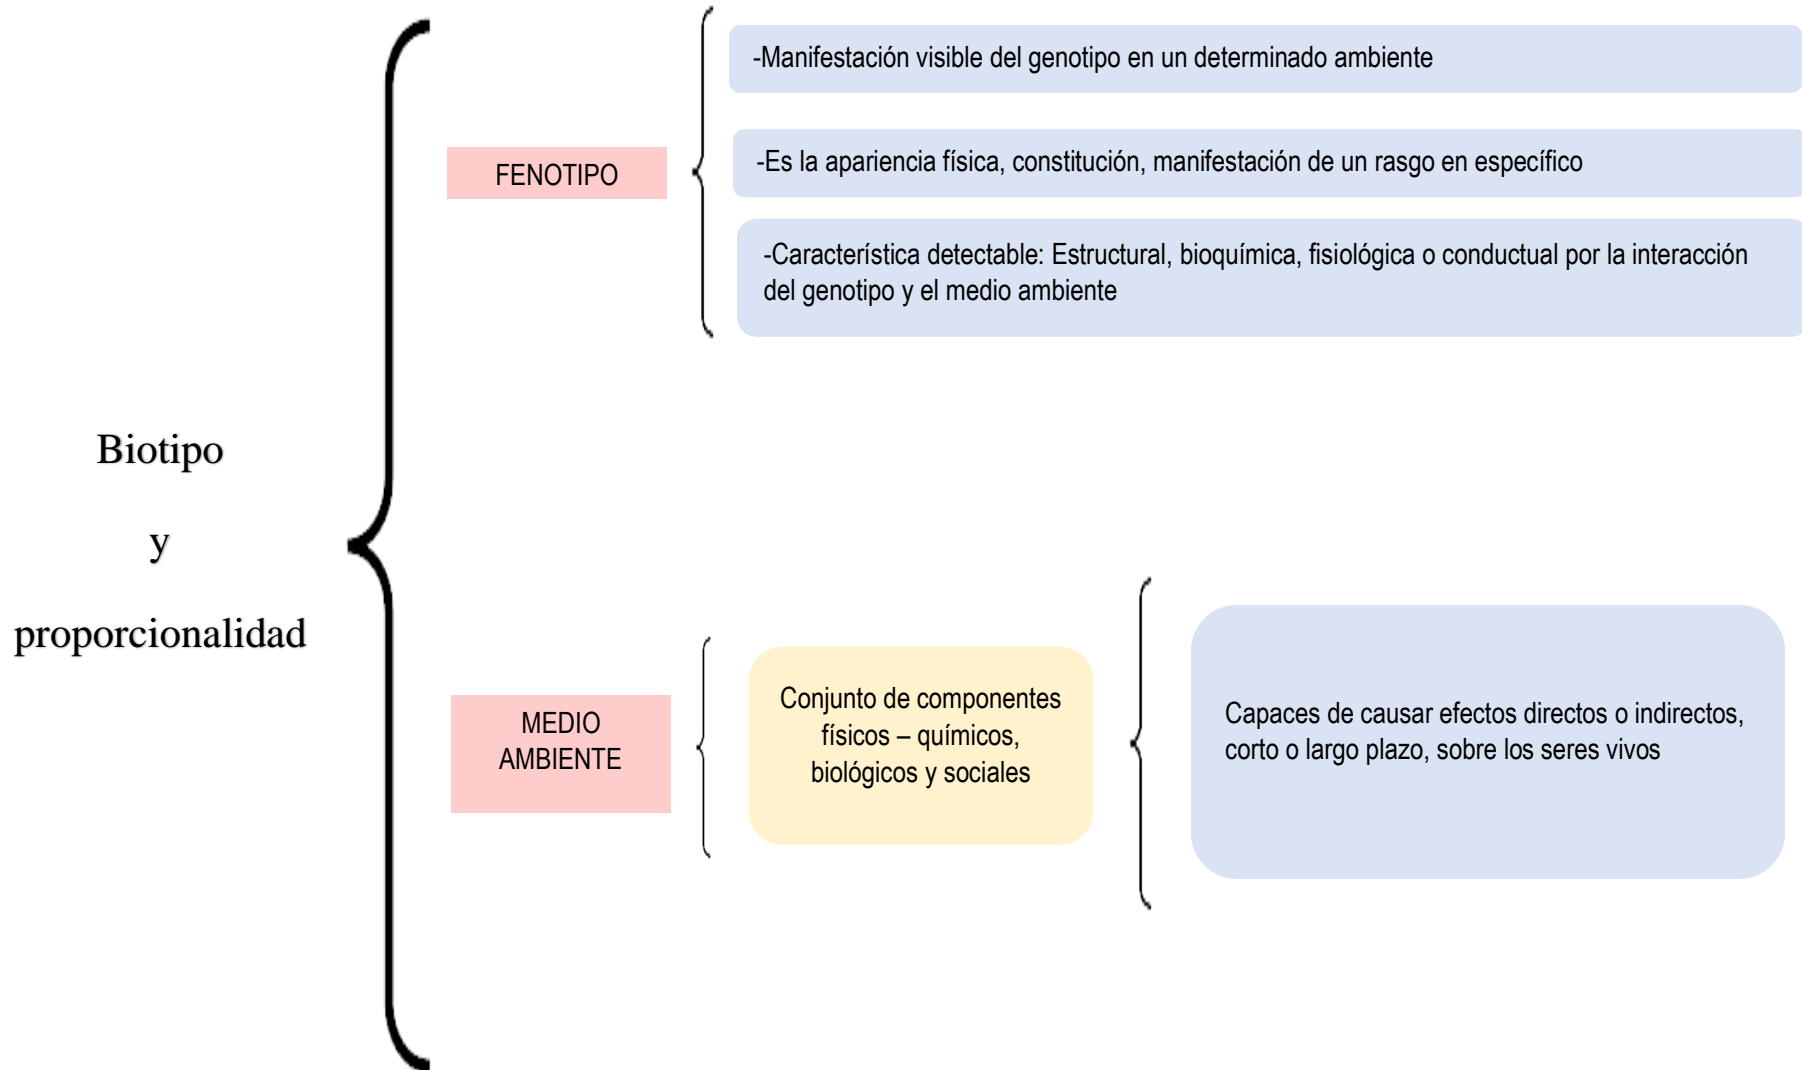 Biotipo
y
proporcionalidad
FENOTIPO
-Manifestación visible del genotipo en un determinado ambiente
-Es la apariencia física, constitución, manifestación de un rasgo en específico
-Característica detectable: Estructural, bioquímica, fisiológica o conductual por la interacción
del genotipo y el medio ambiente
MEDIO
AMBIENTE
Conjunto de componentes
físicos – químicos,
biológicos y sociales
Capaces de causar efectos directos o indirectos,
corto o largo plazo, sobre los seres vivos